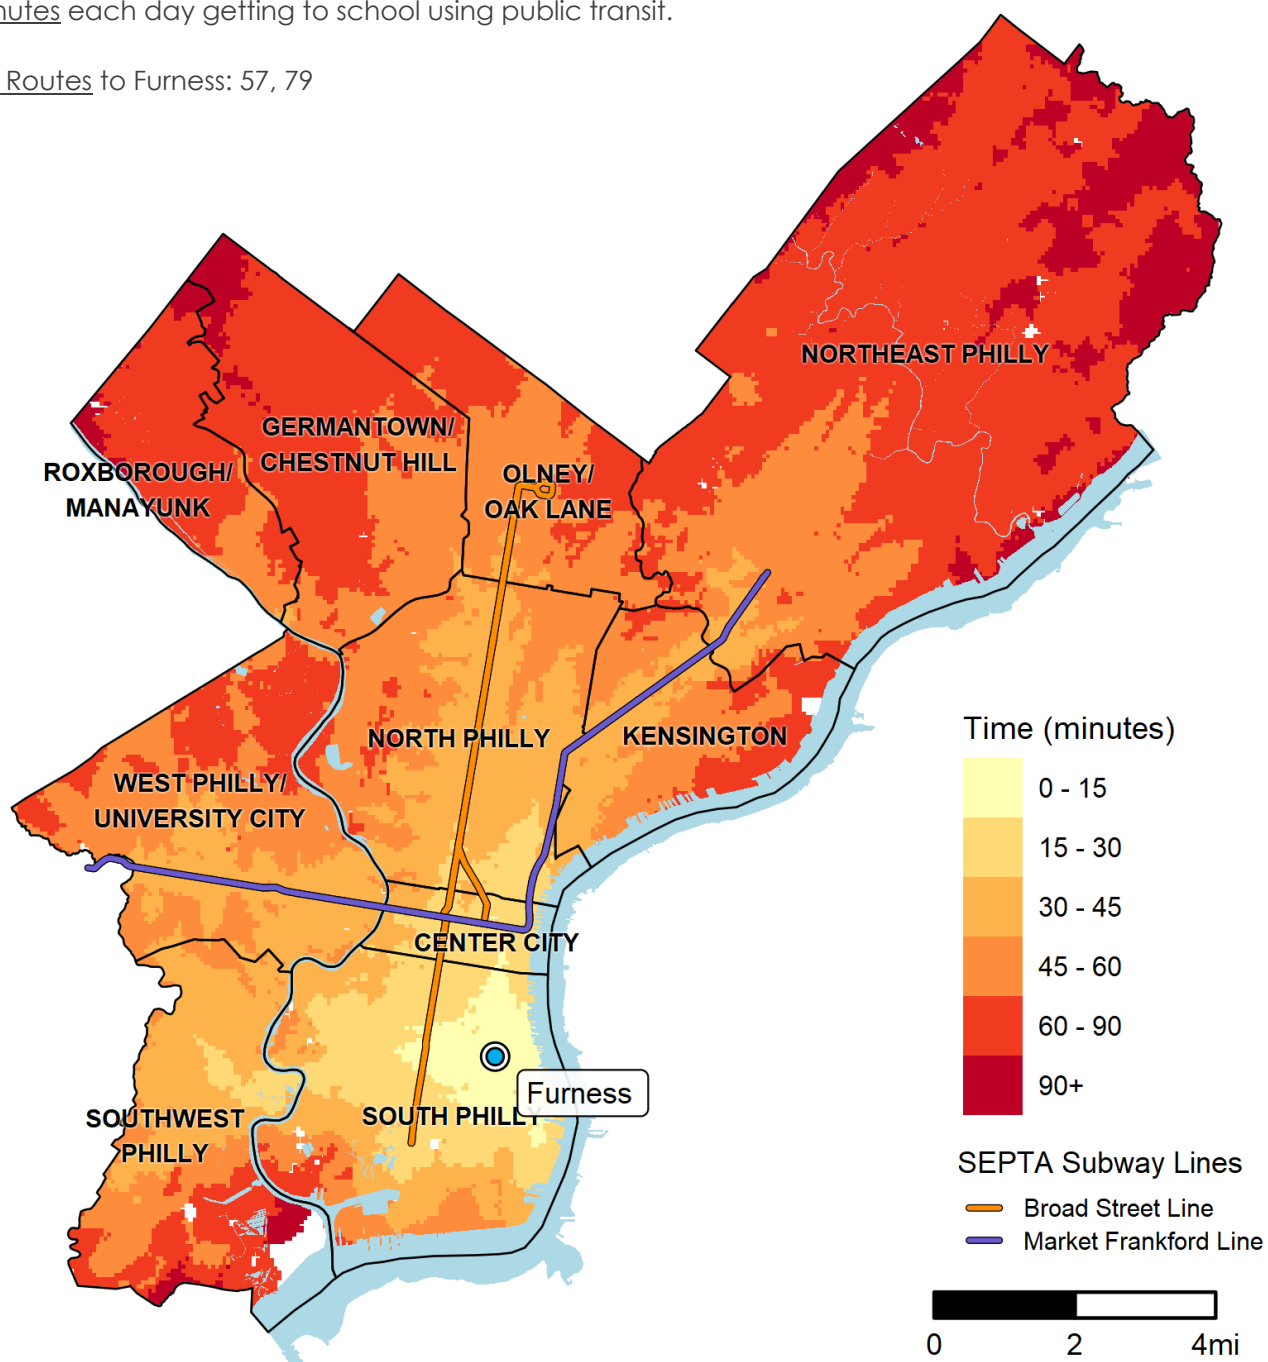 each day getting to school using public transit.
Routes to Furness: 57, 79
NORTHEAST PHILLY
GERMANTOWN/
CHESTNUT HILL
ROXBOROUGH/
MANAYUNK
OLNEY/
OAK LANE
NORTH PHILLY
KENSINGTON
WEST PHILLY/
UNIVERSITY CITY
CENTER CITY
Furness
SOUTH PHILLY
SOUTHWEST
PHILLY
Time (minutes)
0 - 15
15 - 30
30 - 45
45 - 60
60 - 90
90+
SEPTA Subway Lines
Broad Street Line
Market Frankford Line
0 2 4mi